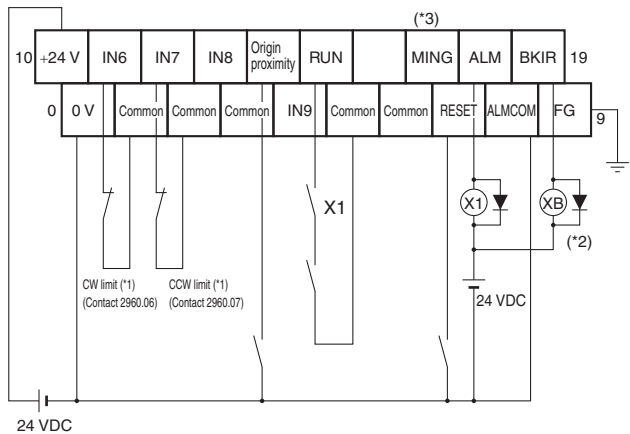 (*3)
10 +24 V IN6 IN7 IN8 Origin proximity RUN MING ALM BKIR 19
0 0 V Common Common Common IN9 Common Common RESET ALMCOM FG 9
X1
X1 XB
(*2)
CW limit (*1)
(Contact 2960.06)
CCW limit (*1)
(Contact 2960.07)
24 VDC
24 VDC